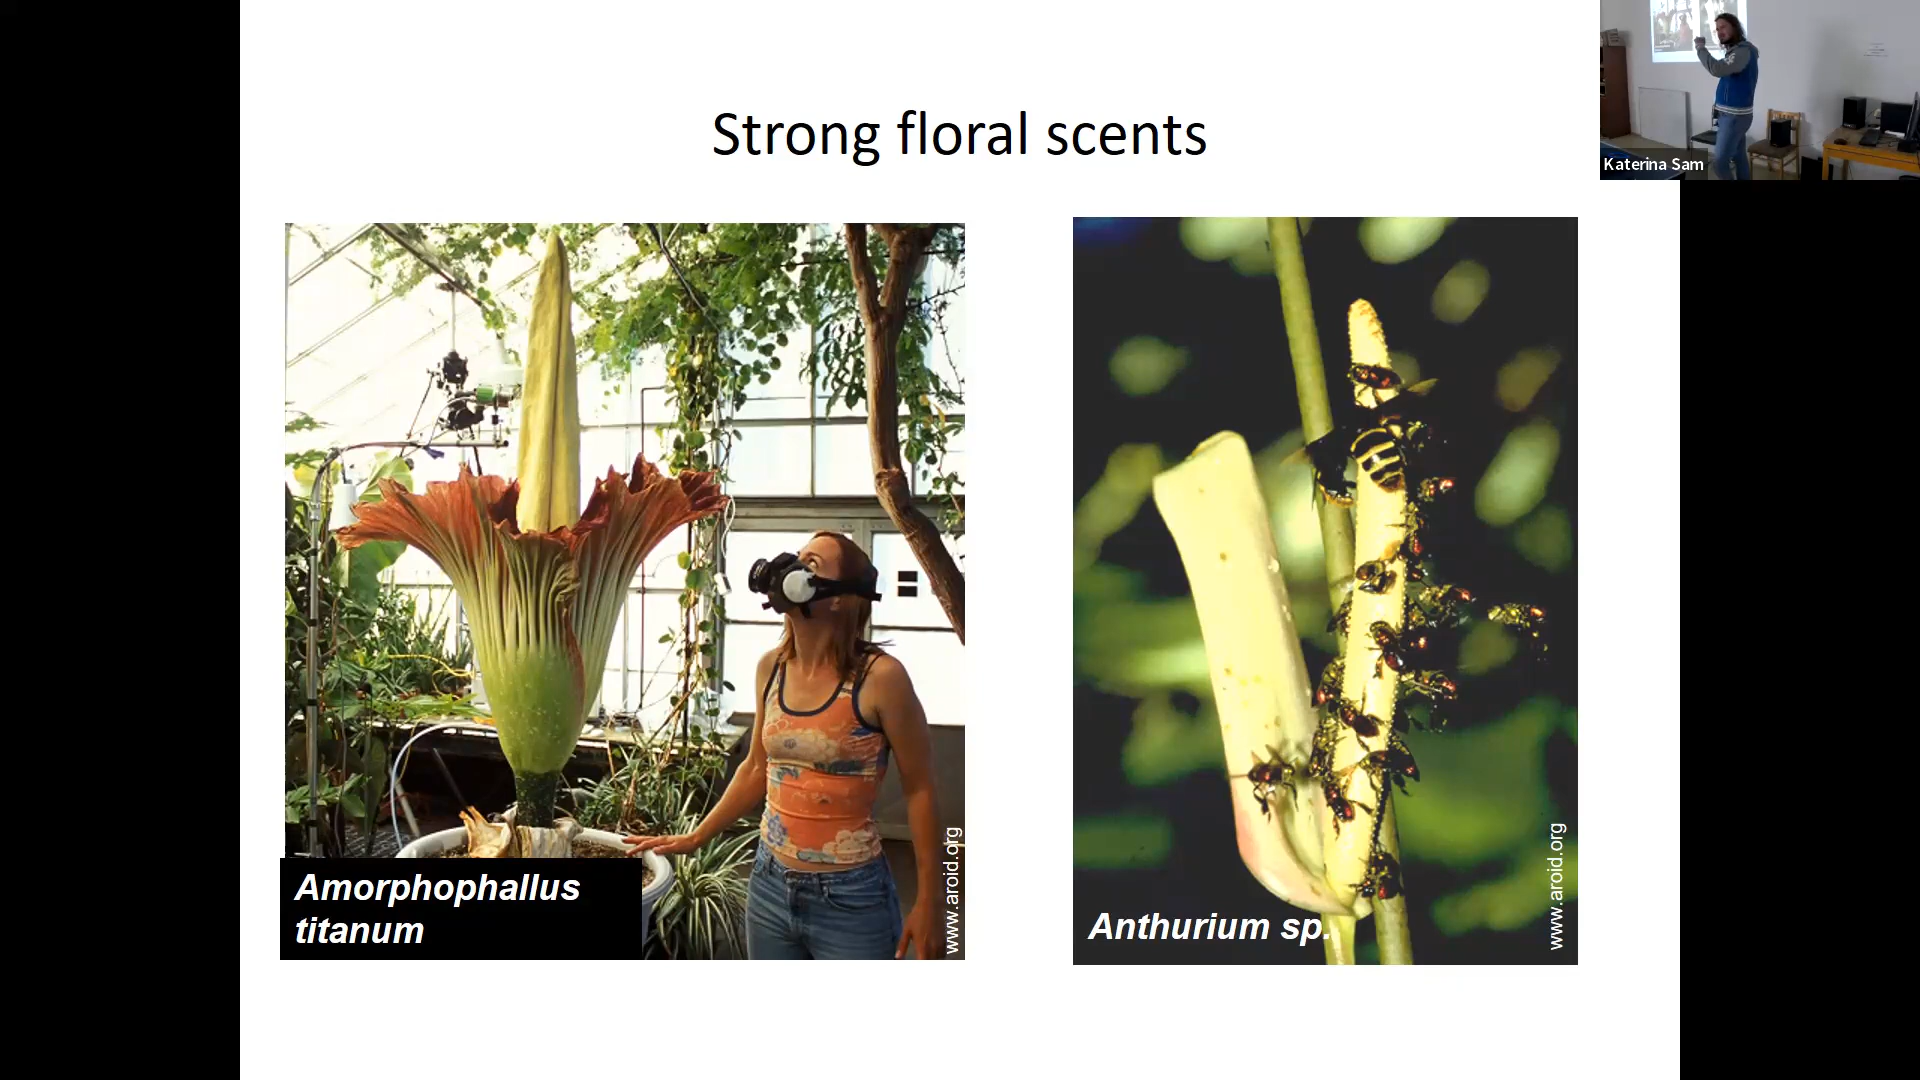 Strong floral scents
Katerina Sam
Amorphophallus
titanum
www.aroid.org
Anthurium sp.
www.aroid.org